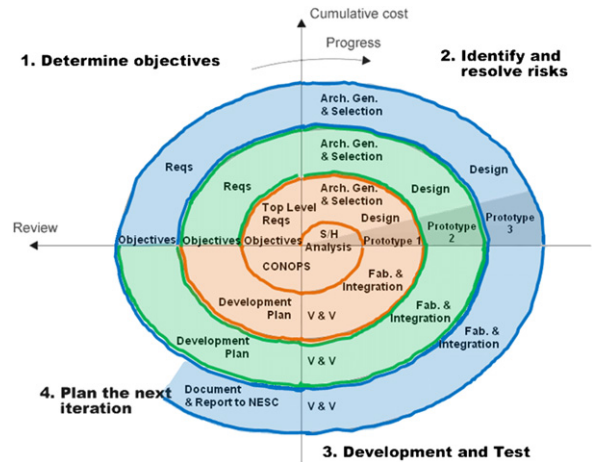 Cumulative cost
Progress
1. Determine objectives
2. Identify and
resolve risks
Arch. Gen.
& Selection
Reqs
Design
Arch. Gen.
& Selection
Reqs
Design
Arch. Gen.
& Selection
Top Level
Reqs
Design
Prototype
3
Prototype
2
Review
S/H
Analysis
Objectives
Objectives
Objectives
Prototype 1
CONOPS
Fab. &
Integration
Development
Plan
V & V
Fab. &
Integration
Fab. &
Integration
Development
Plan
V & V
4. Plan the next
iteration
Document
& Report to NESC
V & V
3. Development and Test